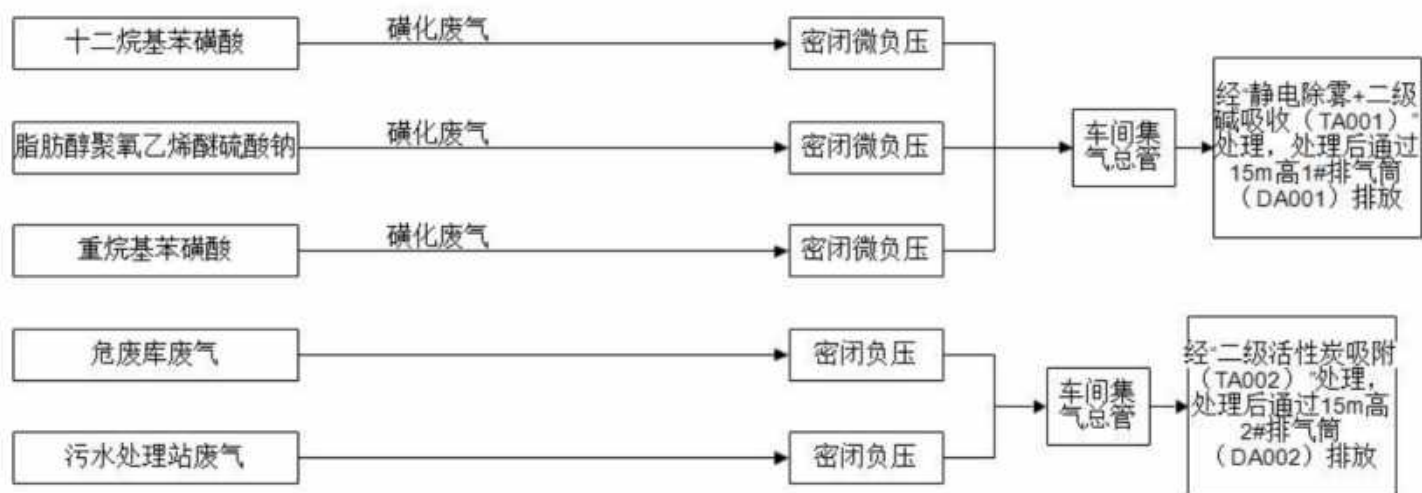 十二烷基苯磺酸
磺化废气
密闭微负压
脂肪醇聚氧乙烯醚硫酸钠
磺化废气
密闭微负压
重烷基苯磺酸
磺化废气
密闭微负压
车间集
气总管
经“静电除雾+二级
碱吸收（TA001）”
处理，处理后通过
15m高1#排气筒
（DA001）排放
危废库废气
密闭负压
污水处理站废气
密闭负压
车间集
气总管
经“二级活性炭吸附
（TA002）”处理，
处理后通过15m高
2#排气筒
（DA002）排放